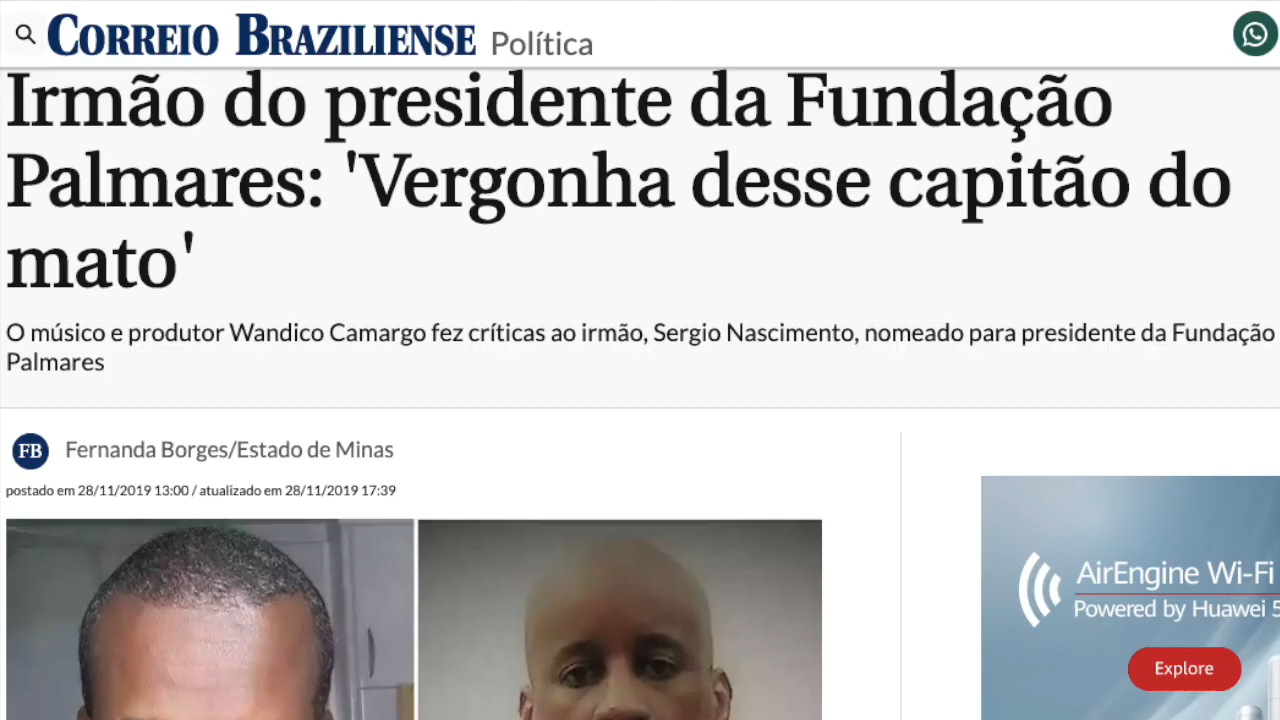 CORREIO BRAZILIENSE Política
Irmão do presidente da Fundação
Palmares: 'Vergonha desse capitão do
mato'
O músico e produtor Wandico Camargo fez críticas ao irmão, Sergio Nascimento, nomeado para presidente da Fundação
Palmares
FB Fernanda Borges/Estado de Minas
postado em 28/11/2019 13:00 / atualizado em 28/11/2019 17:39
AirEngine Wi-Fi
Powered by Huawei 5
Explore